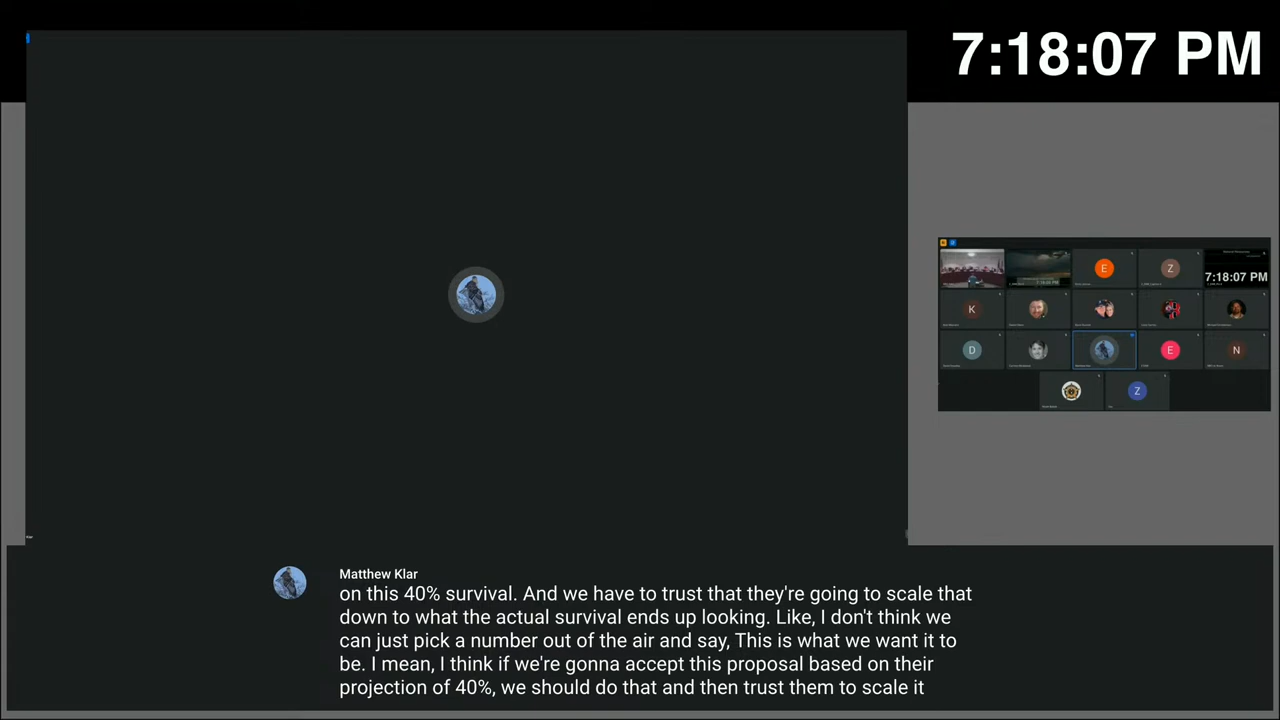 7:18:07 PM
E
Z
7:18:07 PM
K
D
E
N
Z
Matthew Klar
on this 40% survival. And we have to trust that they're going to scale that
down to what the actual survival ends up looking. Like, I don't think we
can just pick a number out of the air and say, This is what we want it to
be. I mean, I think if we're gonna accept this proposal based on their
projection of 40%, we should do that and then trust them to scale it